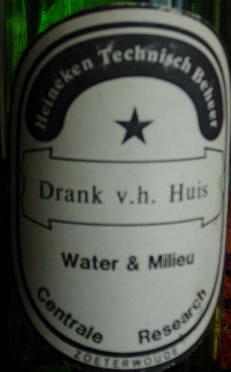 Heineken Technisch Beheer
Drank v.h. Huis
Water & Milieu
Centrale Research
ZOETERWOUDE